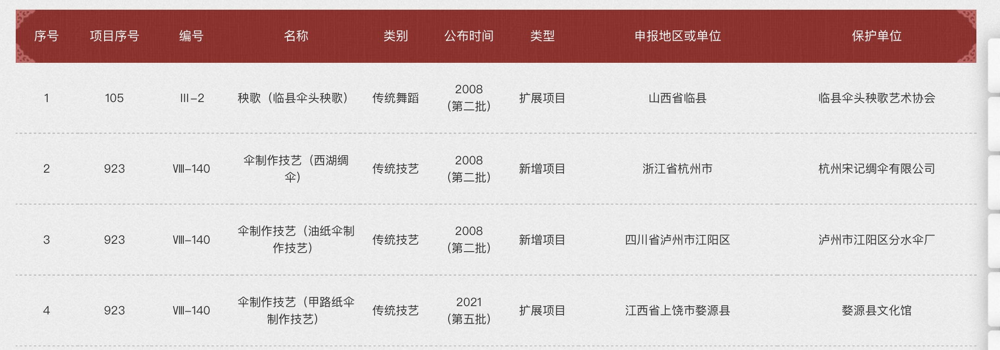 序号 项目序号 编号 名称 类别 公布时间 类型 申报地区或单位 保护单位
1 105 Ⅲ-2 秧歌（临县伞头秧歌） 传统舞蹈 2008 （第二批） 扩展项目 山西省临县 临县伞头秧歌艺术协会
2 923 Ⅷ-140 伞制作技艺（西湖绸 伞） 传统技艺 2008 （第二批） 新增项目 浙江省杭州市 杭州宋记绸伞有限公司
3 923 Ⅷ-140 伞制作技艺（油纸伞制 作技艺） 传统技艺 2008 （第二批） 新增项目 四川省泸州市江阳区 泸州市江阳区分水伞厂
4 923 Ⅷ-140 伞制作技艺（甲路纸伞 制作技艺） 传统技艺 2021 （第五批） 扩展项目 江西省上饶市婺源县 婺源县文化馆